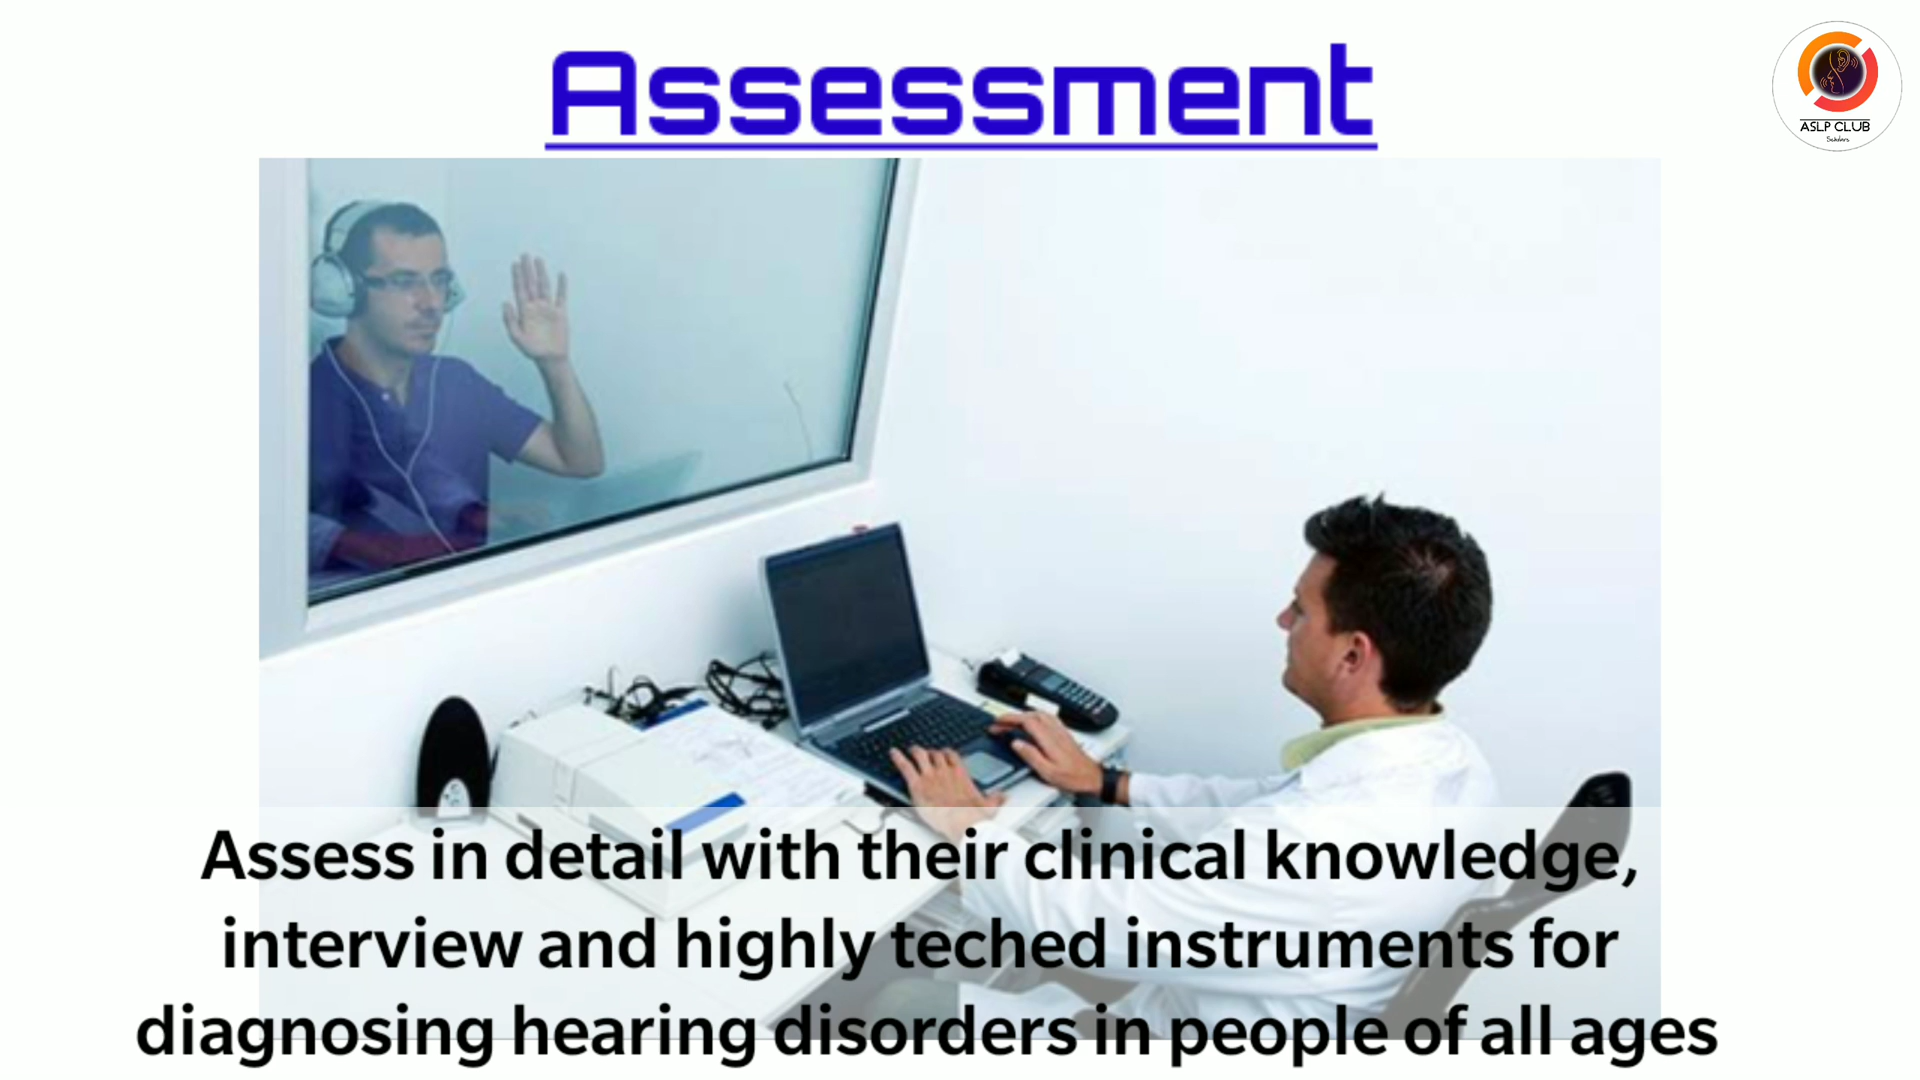 Assessment
ASLP CLUB
Scholars
Assess in detail with their clinical knowledge,
interview and highly teched instruments for
diagnosing hearing disorders in people of all ages